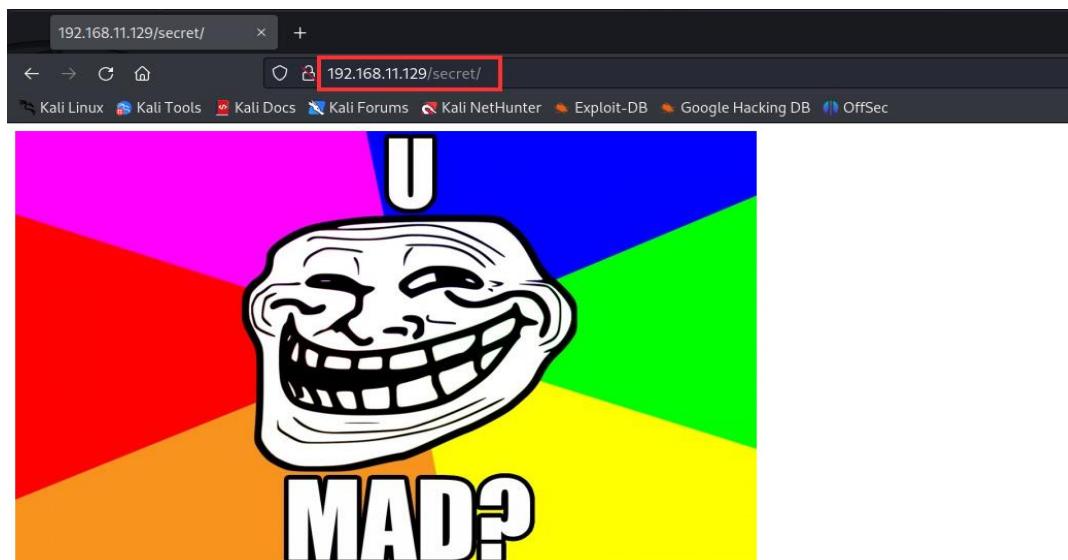 192.168.11.129/secret/
192.168.11.129/secret/
Kali Linux Kali Tools Kali Docs Kali Forums Kali NetHunter Exploit-DB Google Hacking DB OffSec
U
MAD?